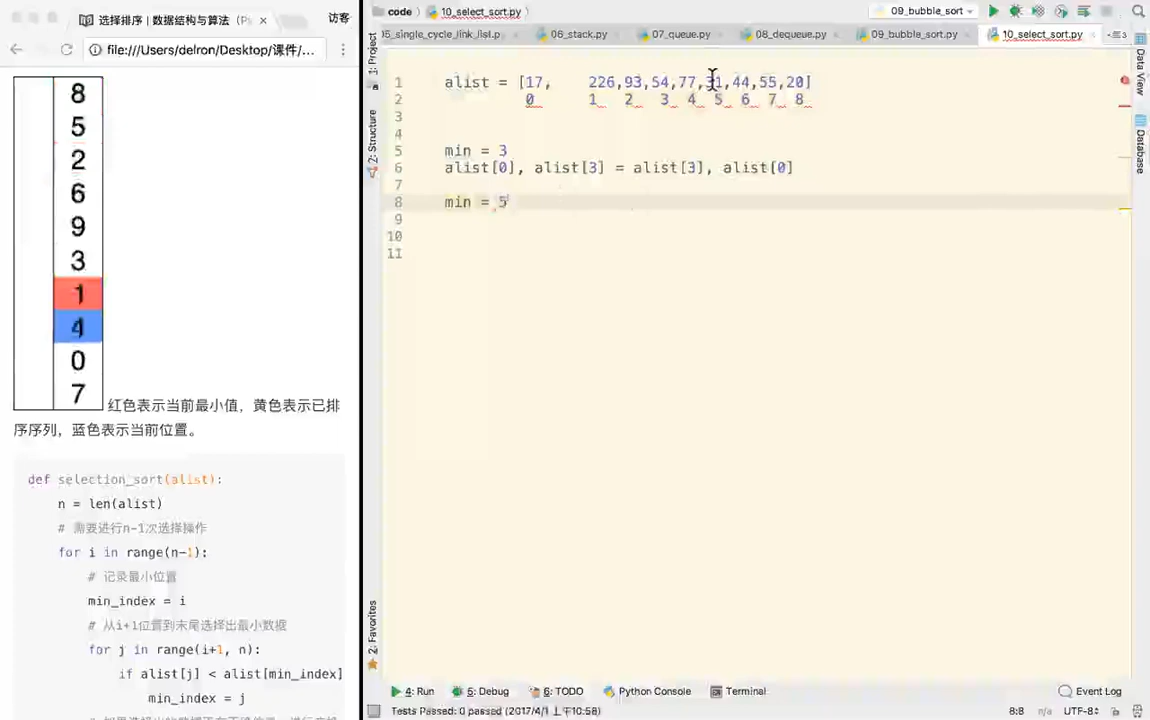 选择排序 | 数据结构与算法 (P
访客
file:///Users/delron/Desktop/课件/...
8
5
2
6
9
3
1
4
0
7
红色表示当前最小值，黄色表示已排
序序列，蓝色表示当前位置。
def selection_sort(alist):
n = len(alist)
# 需要进行n-1次选择操作
for i in range(n-1):
# 记录最小位置
min_index = i
# 从i+1位置到末尾选择出最小数据
for j in range(i+1, n):
if alist[j] < alist[min_index]
min_index = j
code
10_select_sort.py
09_bubble_sort
05_single_cycle_link_list.p
06_stack.py
07_queue.py
08_dequeue.py
09_bubble_sort.py
10_select_sort.py
1: Project
7: Structure
2: Favorites
Data View
Database
1 alist = [17, 226,93,54,77,31,44,55,20]
2 0 1 2 3 4 5 6 7 8
3
4
5 min = 3
6 alist[0], alist[3] = alist[3], alist[0]
7
8 min = 5
9
10
11
4: Run
5: Debug
6: TODO
Python Console
Terminal
Event Log
Tests Passed: 0 passed (2017/4/1 上午10:58)
8:8
n/a
UTF-8